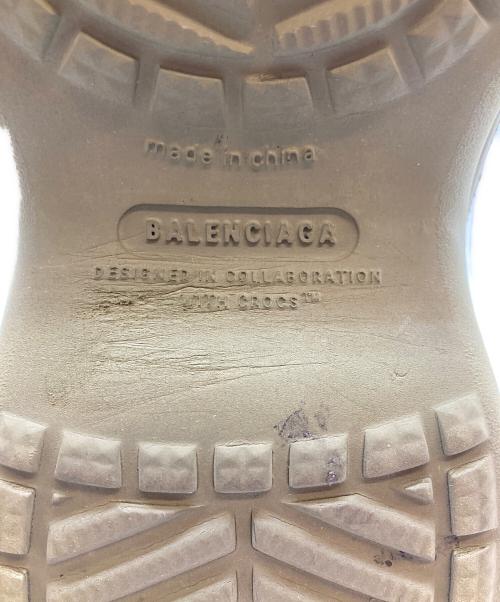 made in china
BALENCIAGA
DESIGNED IN COLLABORATION
WITH CROCS™